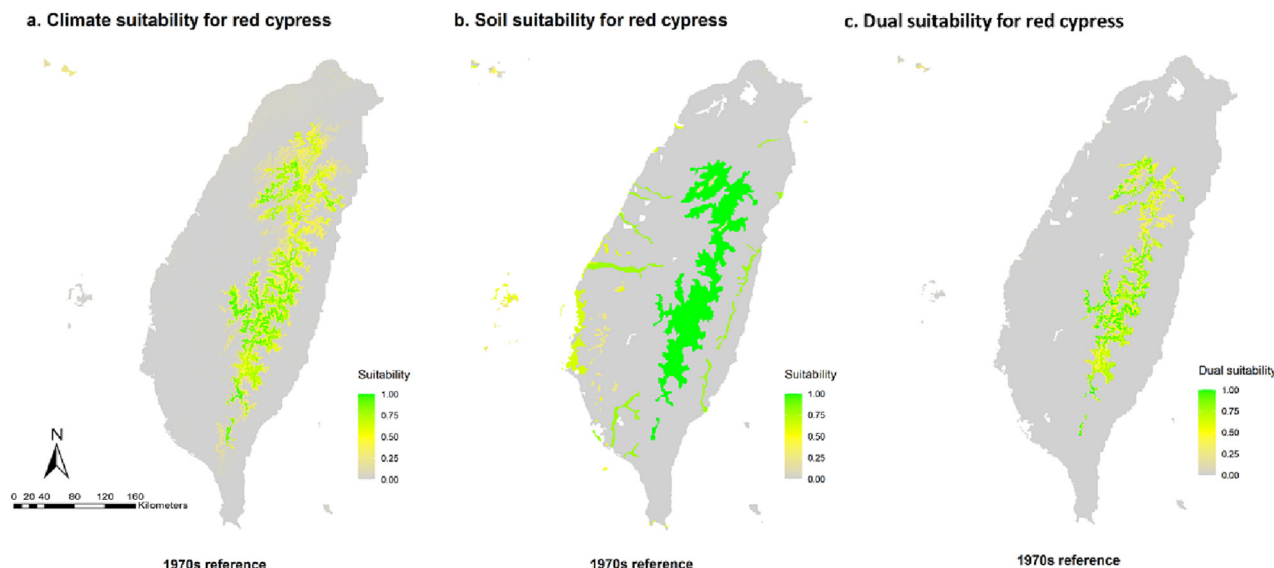 a. Climate suitability for red cypress
b. Soil suitability for red cypress
c. Dual suitability for red cypress
Suitability
1.00
0.75
0.50
0.25
0.00
Suitability
1.00
0.75
0.50
0.25
0.00
Dual suitability
1.00
0.75
0.50
0.25
0.00
N
0 20 40 80 120 160
Kilometers
1970s reference
1970s reference
1970s reference